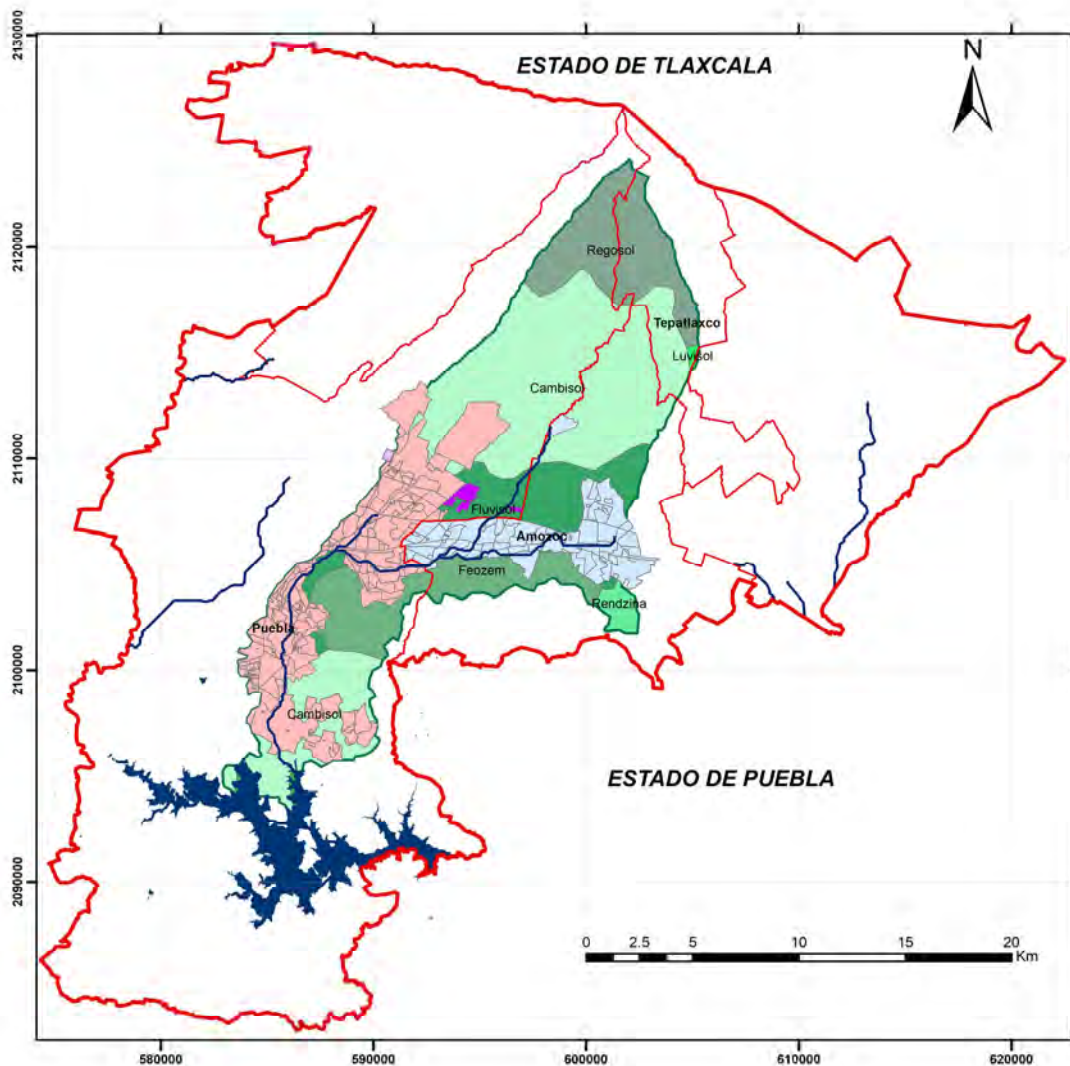 2130000
ESTADO DE TLAXCALA
N
2120000
Regosol
Tepatlaxco
Luvisol
Cambisol
2110000
Fluvisol
Amozoc
Feozem
Rendzina
Puebla
2100000
Cambisol
ESTADO DE PUEBLA
2090000
0 2.5 5 10 15 20
Km
580000 590000 600000 610000 620000